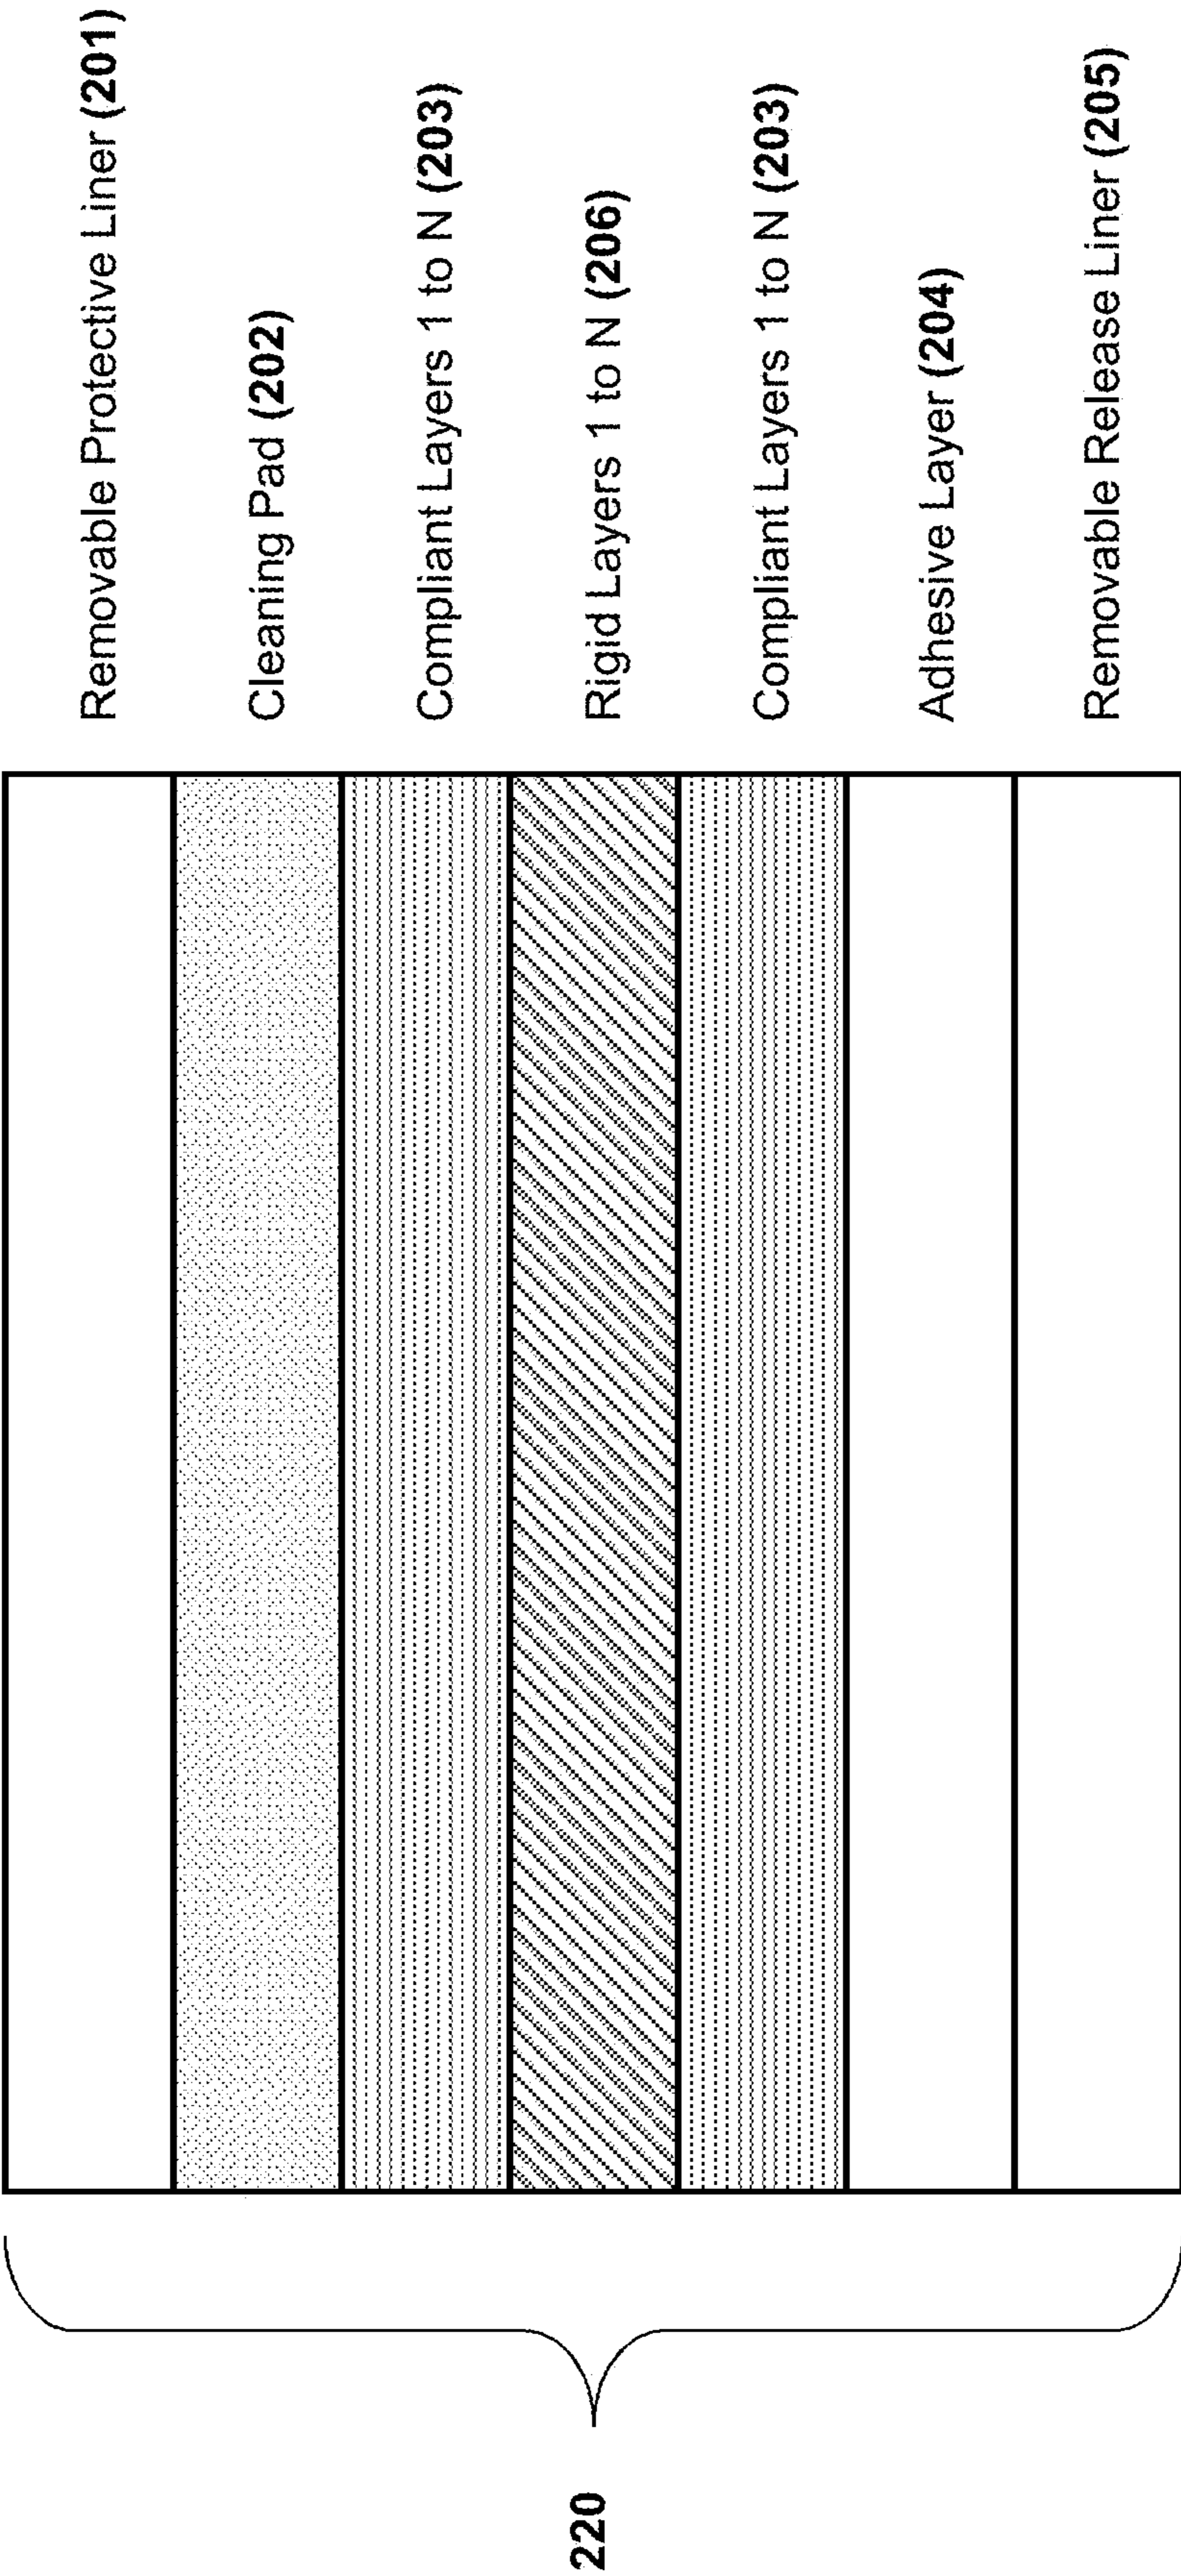 220
Removable Protective Liner (201)
Cleaning Pad (202)
Compliant Layers 1 to N (203)
Rigid Layers 1 to N (206)
Compliant Layers 1 to N (203)
Adhesive Layer (204)
Removable Release Liner (205)